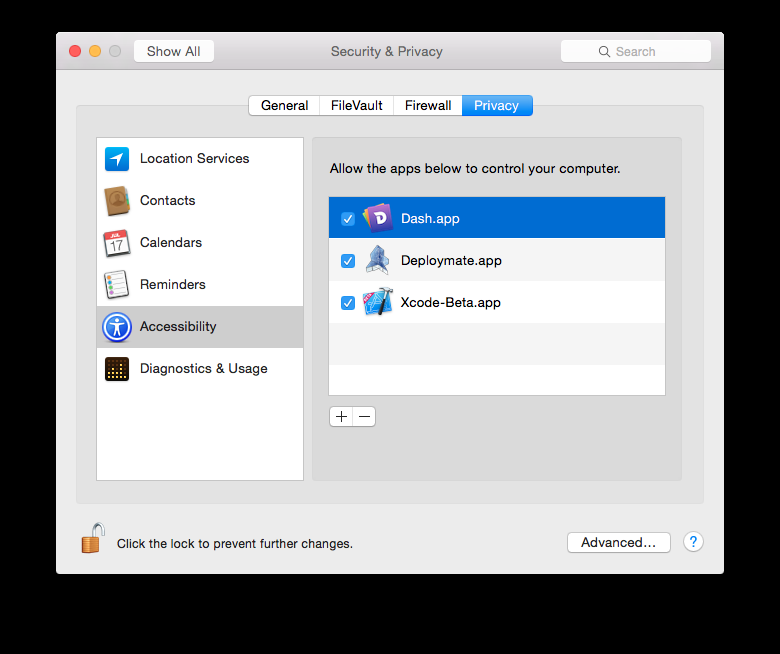 Show All
Security & Privacy
Search
General
FileVault
Firewall
Privacy
Location Services
Contacts
JUL
17
Calendars
Reminders
Accessibility
Diagnostics & Usage
Allow the apps below to control your computer.
D
Dash.app
Deploymate.app
Xcode-Beta.app
+
−
Click the lock to prevent further changes.
Advanced...
?